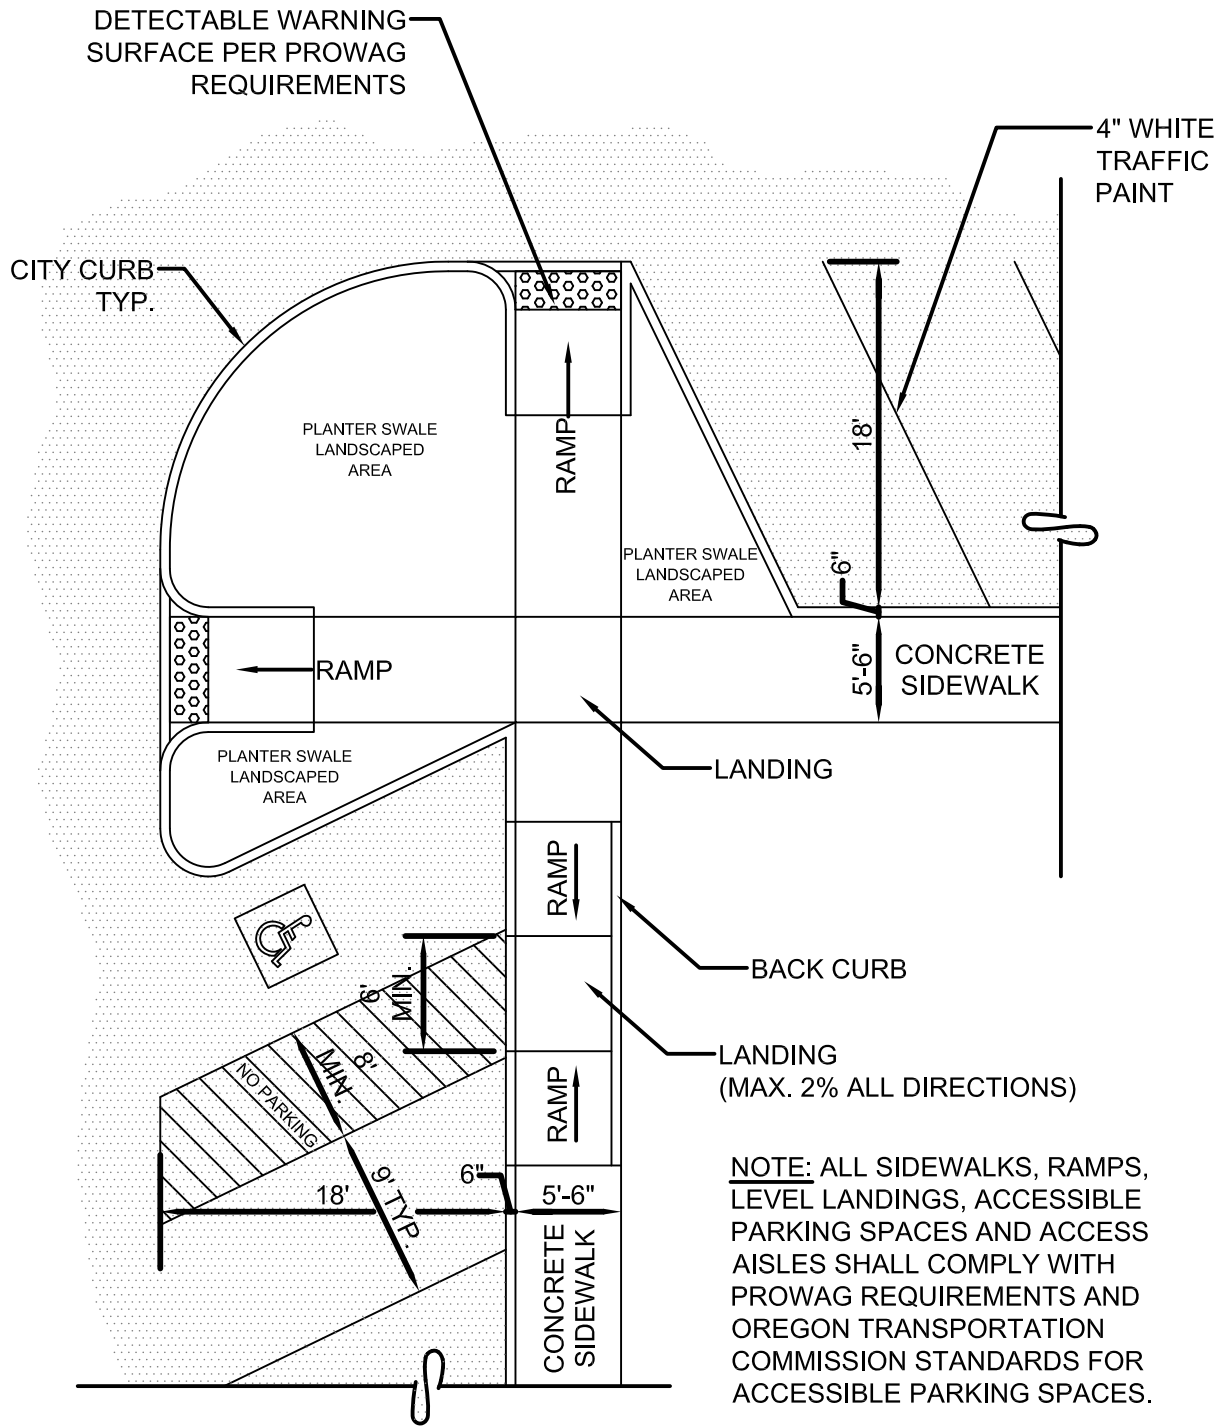 DETECTABLE WARNING
SURFACE PER PROWAG
REQUIREMENTS
4" WHITE
TRAFFIC
PAINT
CITY CURB
TYP.
PLANTER SWALE
LANDSCAPED
AREA
RAMP
18'
PLANTER SWALE
LANDSCAPED
AREA
6"
RAMP
5'-6"
CONCRETE
SIDEWALK
PLANTER SWALE
LANDSCAPED
AREA
LANDING
RAMP
BACK CURB
6'
MIN.
LANDING
(MAX. 2% ALL DIRECTIONS)
8'
MIN.
NO PARKING
RAMP
18'
9' TYP.
6"
5'-6"
CONCRETE
SIDEWALK
NOTE: ALL SIDEWALKS, RAMPS,
LEVEL LANDINGS, ACCESSIBLE
PARKING SPACES AND ACCESS
AISLES SHALL COMPLY WITH
PROWAG REQUIREMENTS AND
OREGON TRANSPORTATION
COMMISSION STANDARDS FOR
ACCESSIBLE PARKING SPACES.